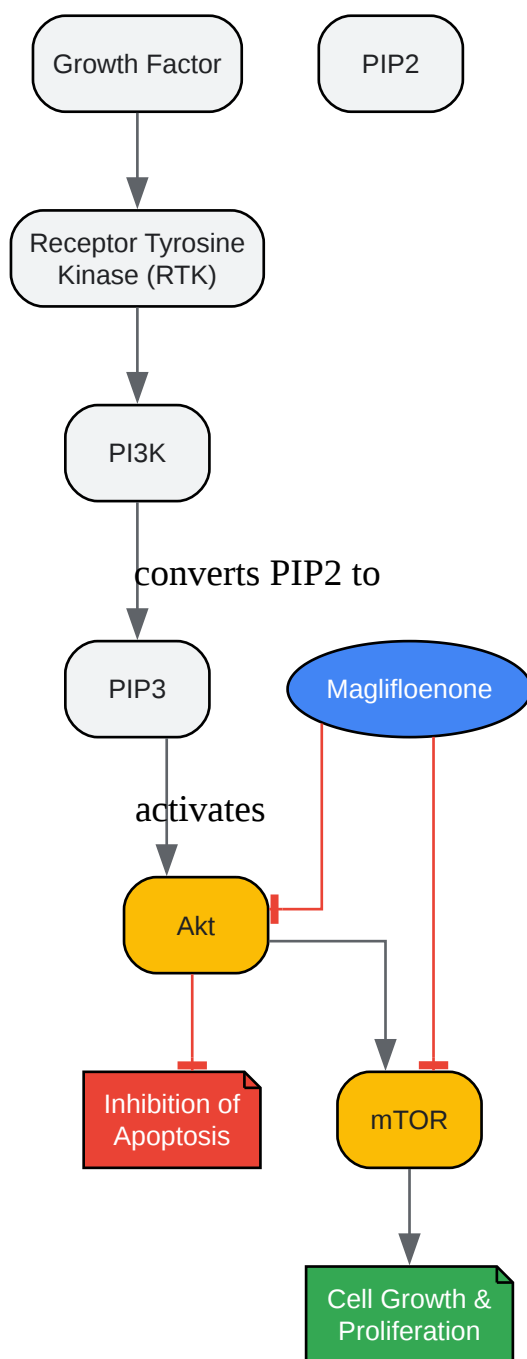 Growth Factor
PIP2
Receptor Tyrosine
Kinase (RTK)
PI3K
converts PIP2 to
PIP3
Maglifloenone
activates
Akt
Inhibition of
Apoptosis
mTOR
Cell Growth &
Proliferation